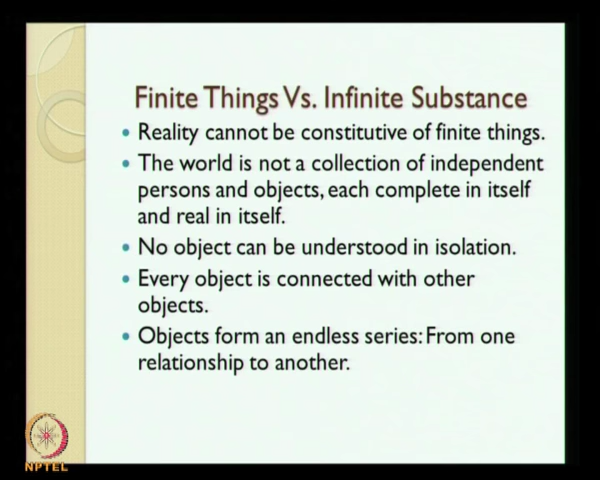 Finite Things Vs. Infinite Substance
Reality cannot be constitutive of finite things.
The world is not a collection of independent
persons and objects, each complete in itself
and real in itself.
No object can be understood in isolation.
Every object is connected with other
objects.
Objects form an endless series: From one
relationship to another.
NPTEL